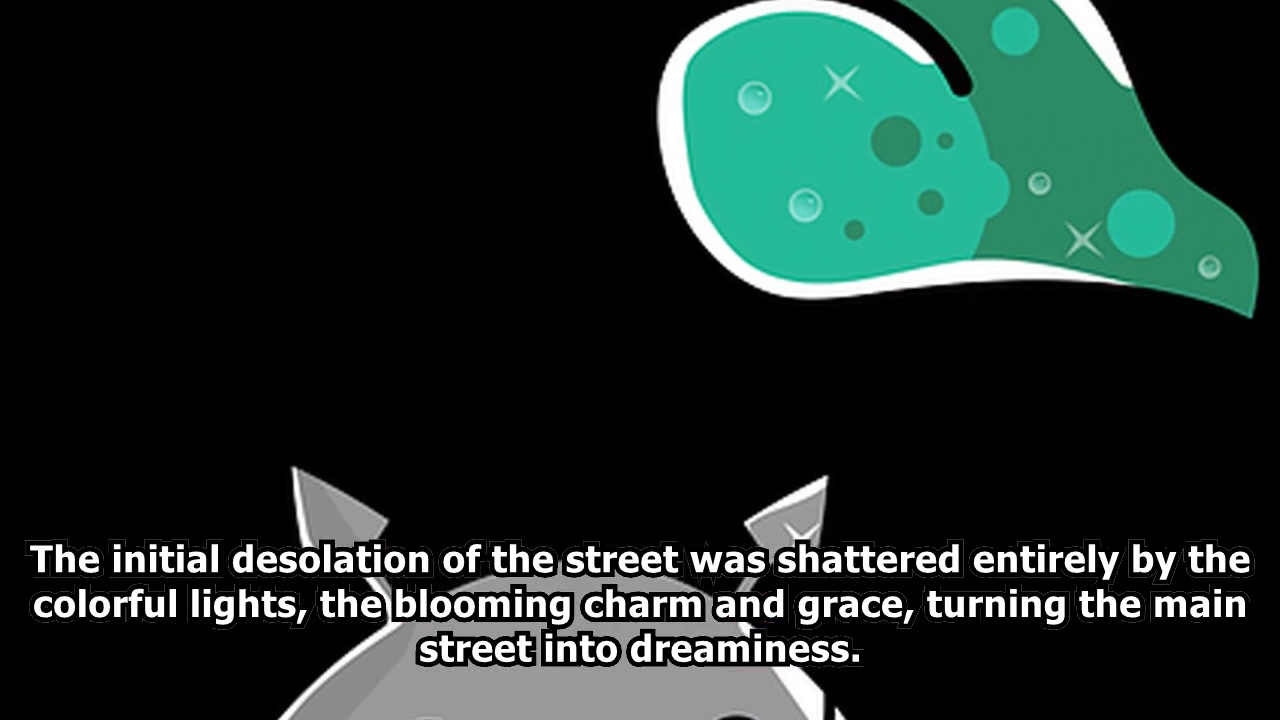 The initial desolation of the street was shattered entirely by the
colorful lights, the blooming charm and grace, turning the main
street into dreaminess.